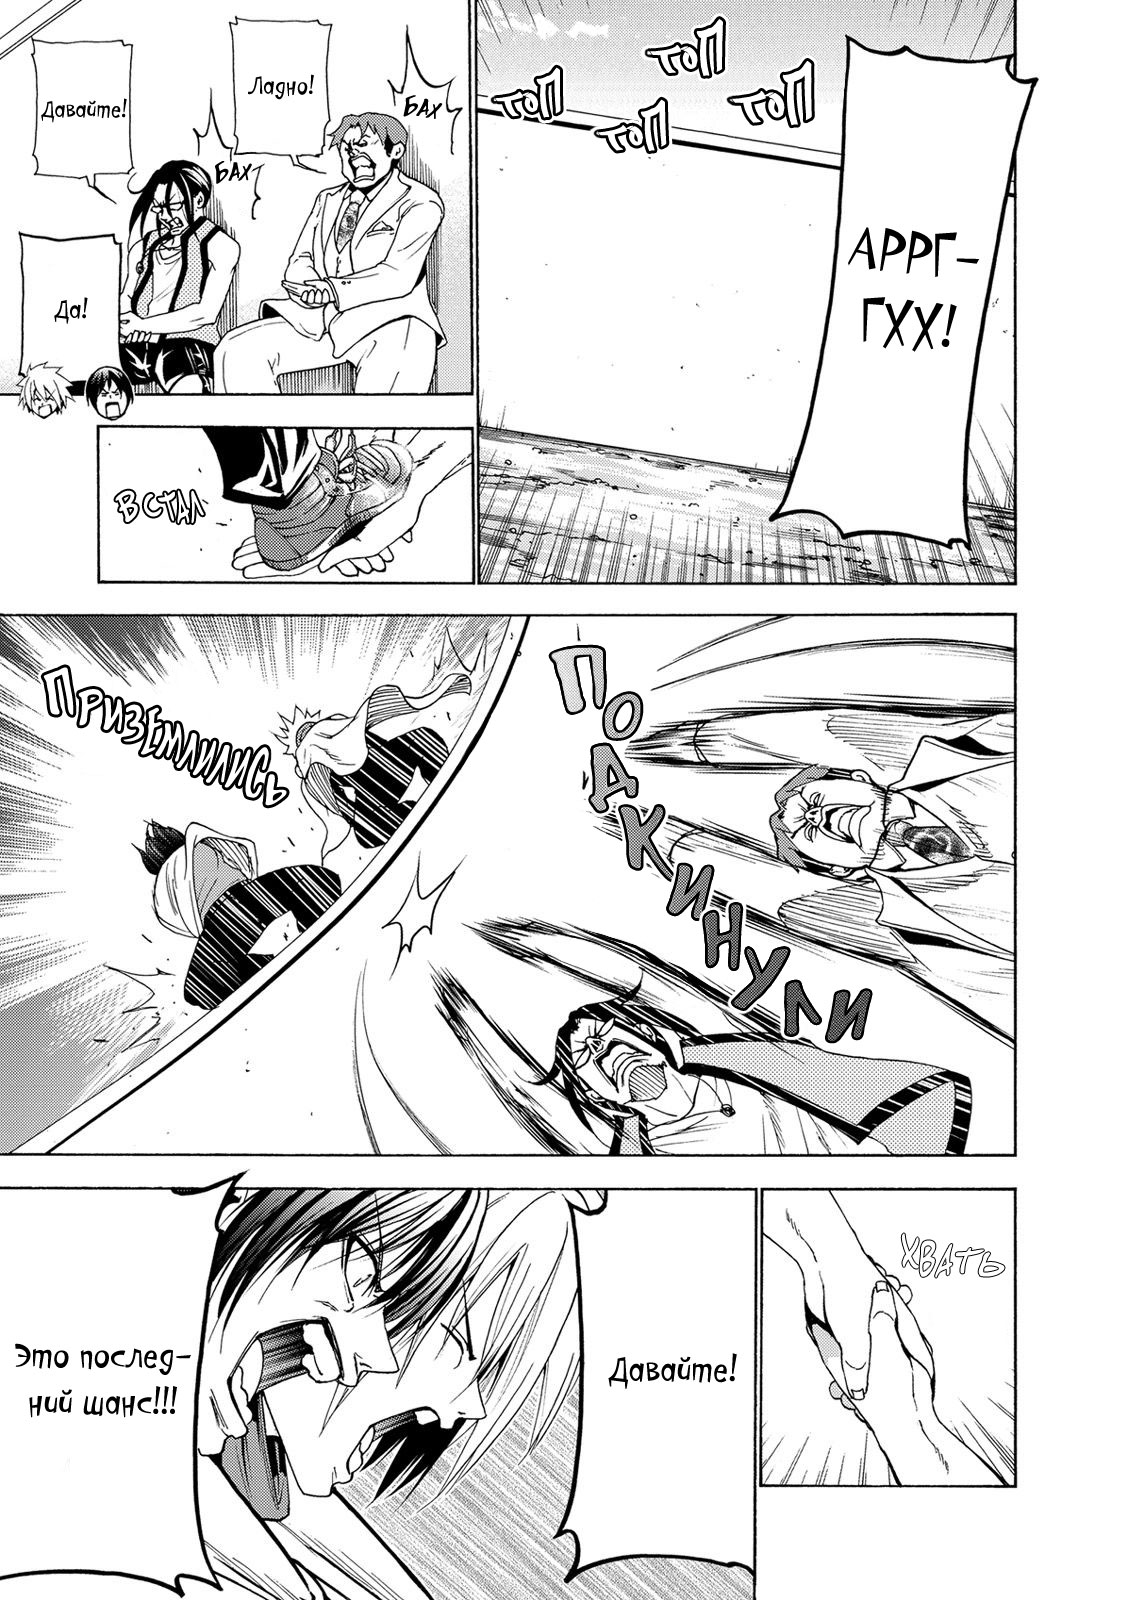 ТОП
ТОП
ТОП
ТОП
АРРГ-
ГХХ!
Ладно!
БАХ
Давайте!
БАХ
Да!
ВСТАЛ
ПОДКИНУЛИ
ПРИЗЕМЛИЛИСЬ
ХВАТЬ
Давайте!
Это послед-
ний шанс!!!